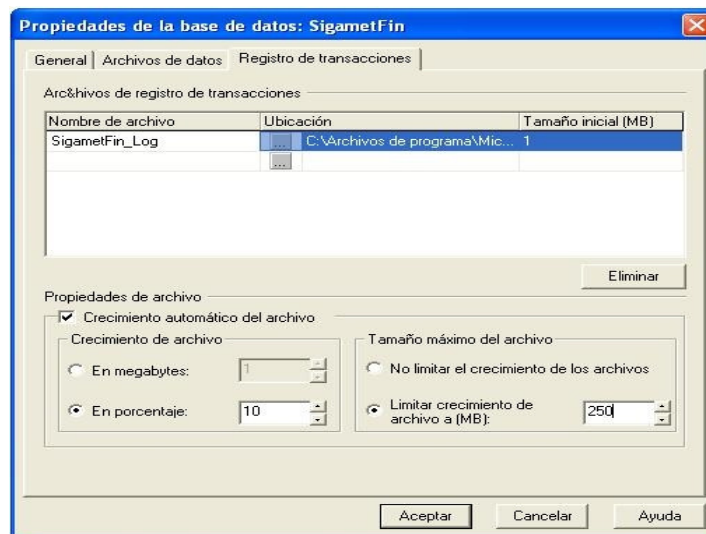 Propiedades de la base de datos: SigametFin
General Archivos de datos Registro de transacciones
Arc&hivos de registro de transacciones
Nombre de archivo Ubicación Tamaño inicial (MB)
SigametFin_Log ... C:\Archivos de programa\Mic... 1
...
Eliminar
Propiedades de archivo
Crecimiento automático del archivo
Crecimiento de archivo
En megabytes: 1
En porcentaje: 10
Tamaño máximo del archivo
No limitar el crecimiento de los archivos
Limitar crecimiento de
archivo a (MB): 250
Aceptar Cancelar Ayuda